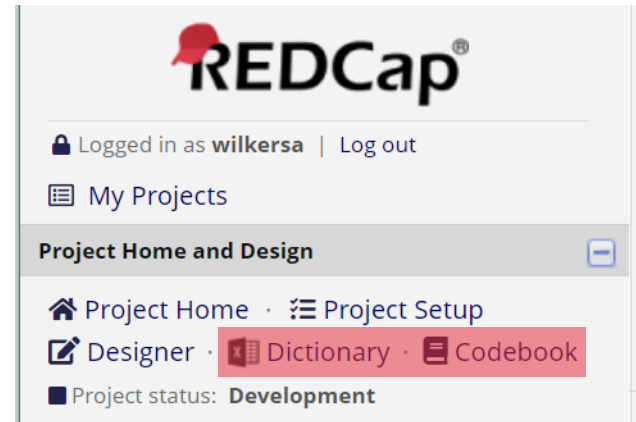 REDCap®
Logged in as wilkersa | Log out
My Projects
Project Home and Design
Project Home · Project Setup
Designer · Dictionary · Codebook
Project status: Development